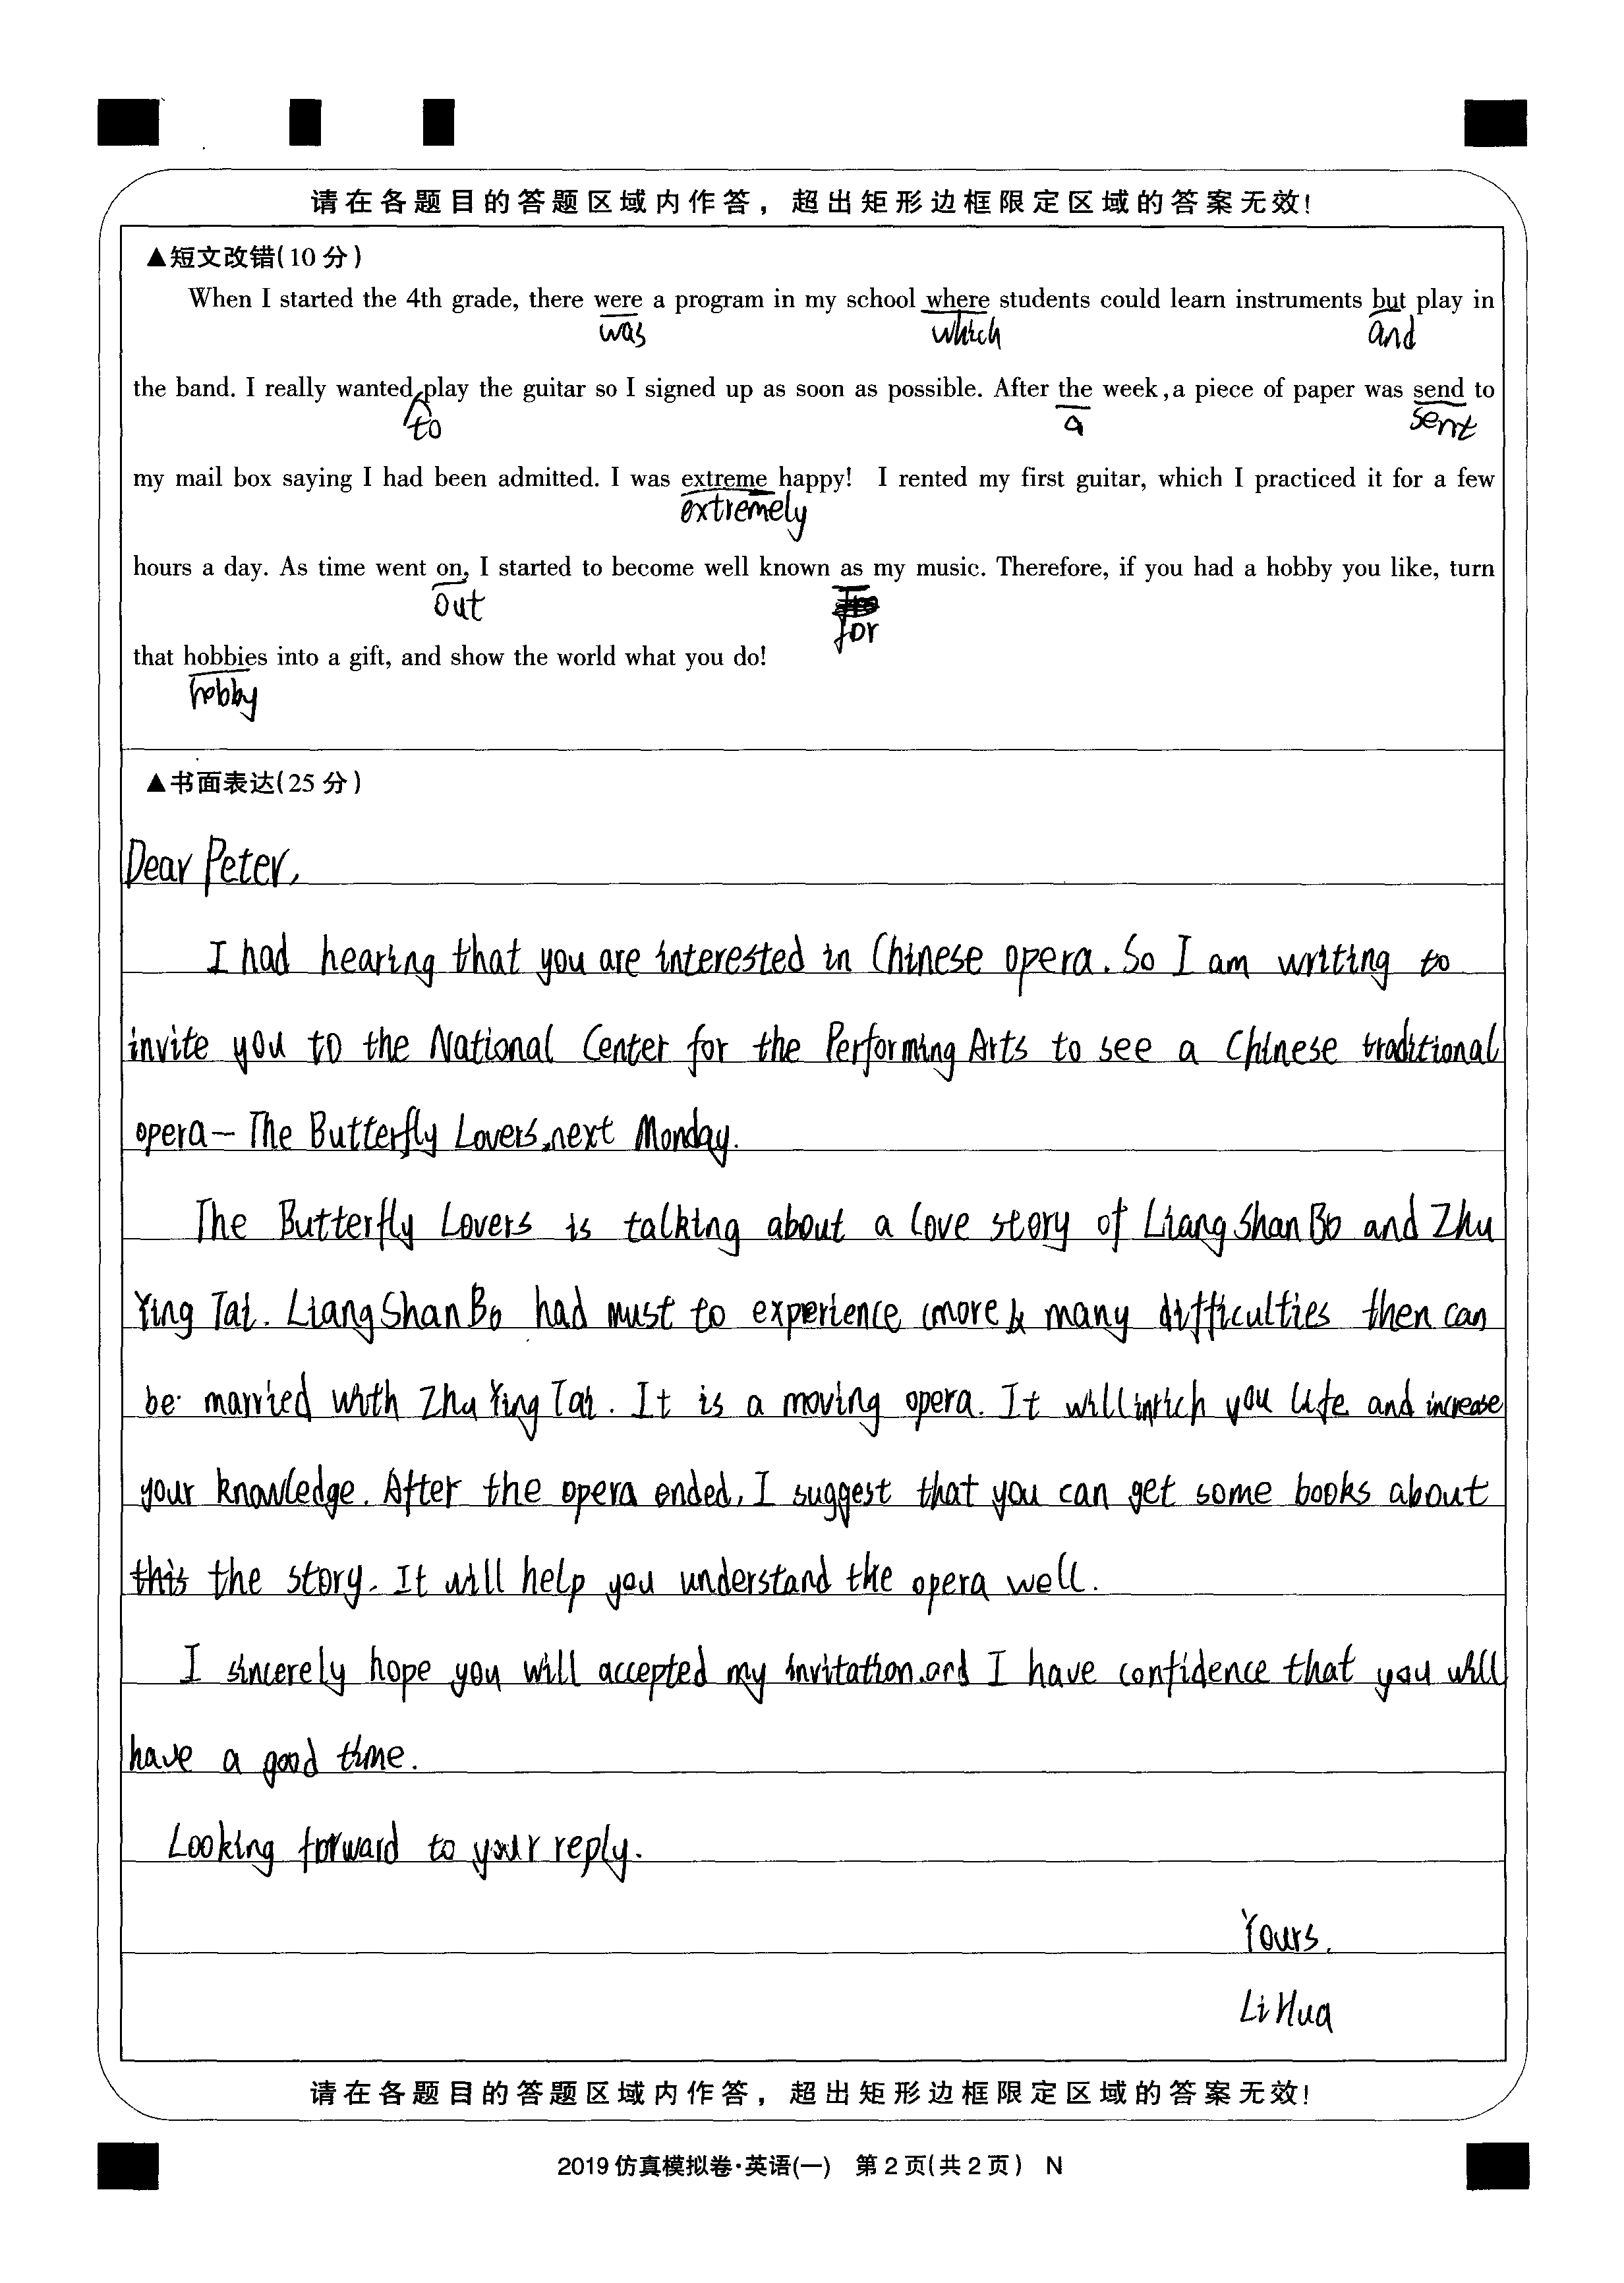 请在各题目的答题区域内作答，超出矩形边框限定区域的答案无效！
▲短文改错(10分)
When I started the 4th grade, there were a program in my school where students could learn instruments but play in
was which and
the band. I really wanted play the guitar so I signed up as soon as possible. After the week, a piece of paper was send to
to a sent
my mail box saying I had been admitted. I was extreme happy! I rented my first guitar, which I practiced it for a few
extremely
hours a day. As time went on, I started to become well known as my music. Therefore, if you had a hobby you like, turn
out for
that hobbies into a gift, and show the world what you do!
hobby
▲书面表达(25分)
Dear Peter,
I had hearing that you are interested in Chinese opera. So I am writing to
invite you to the National Center for the Performing Arts to see a Chinese traditional
opera— The Butterfly Lovers, next Monday.
The Butterfly Lovers is talking about a love story of Liang Shan Bo and Zhu
Ying Tai. Liang Shan Bo had must to experience (more & many difficulties then can
be married with Zhu Ying Tai. It is a moving opera. It will inrich you life and increase
your knowledge. After the opera ended, I suggest that you can get some books about
this the story. It will help you understand the opera well.
I sincerely hope you will accepted my invitation. and I have confidence that you will
have a good time.
Looking forward to your reply.
Yours,
Li Hua
请在各题目的答题区域内作答，超出矩形边框限定区域的答案无效！
2019仿真模拟卷·英语(一) 第2页(共2页) N